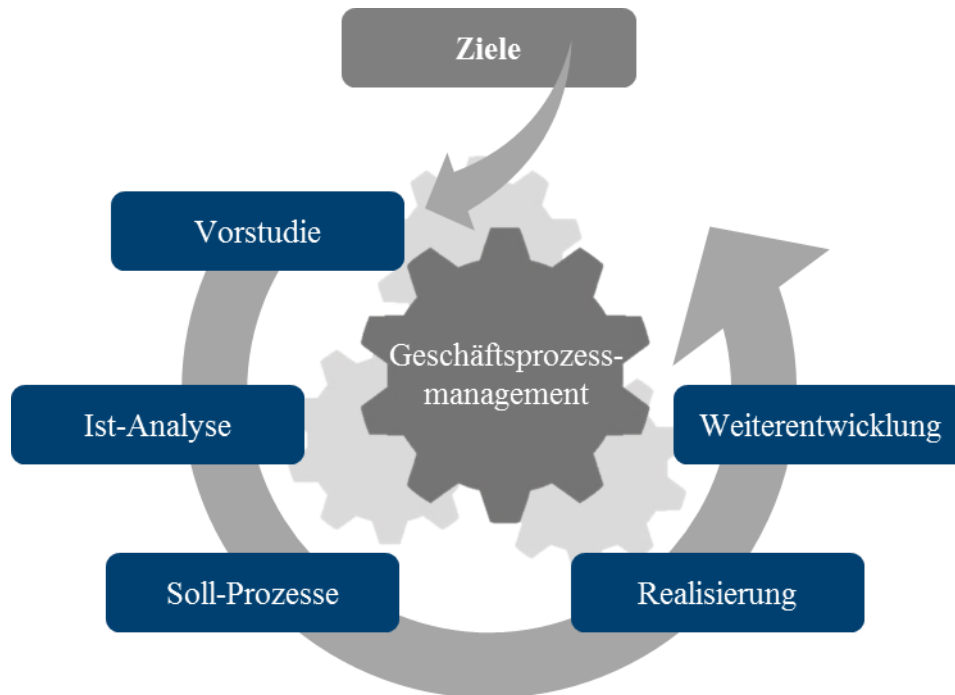 Ziele
Vorstudie
Geschäftsprozess-
management
Ist-Analyse
Weiterentwicklung
Soll-Prozesse
Realisierung